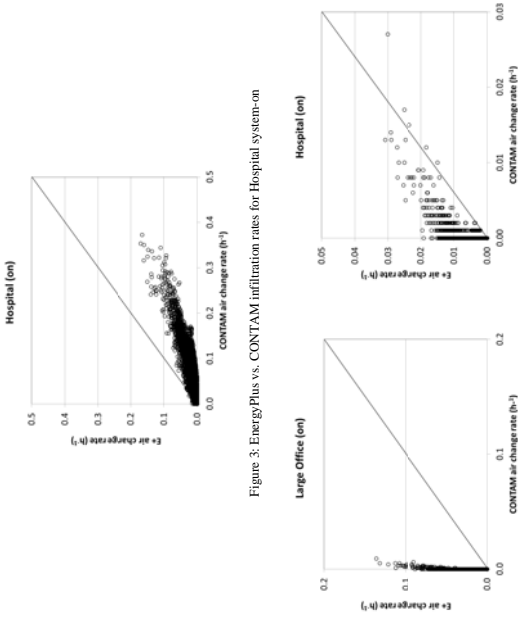 Hospital (on)
0.5
0.4
0.3
0.2
0.1
0.0
E+ air change rate (h⁻¹)
0.0 0.1 0.2 0.3 0.4 0.5
CONTAM air change rate (h⁻¹)
Figure 3: EnergyPlus vs. CONTAM infiltration rates for Hospital system-on
Large Office (on)
0.2
0.1
0.0
E+ air change rate (h⁻¹)
0.0 0.1 0.2
CONTAM air change rate (h⁻¹)
Hospital (on)
0.05
0.04
0.03
0.02
0.01
0.00
E+ air change rate (h⁻¹)
0.00 0.01 0.02 0.03
CONTAM air change rate (h⁻¹)